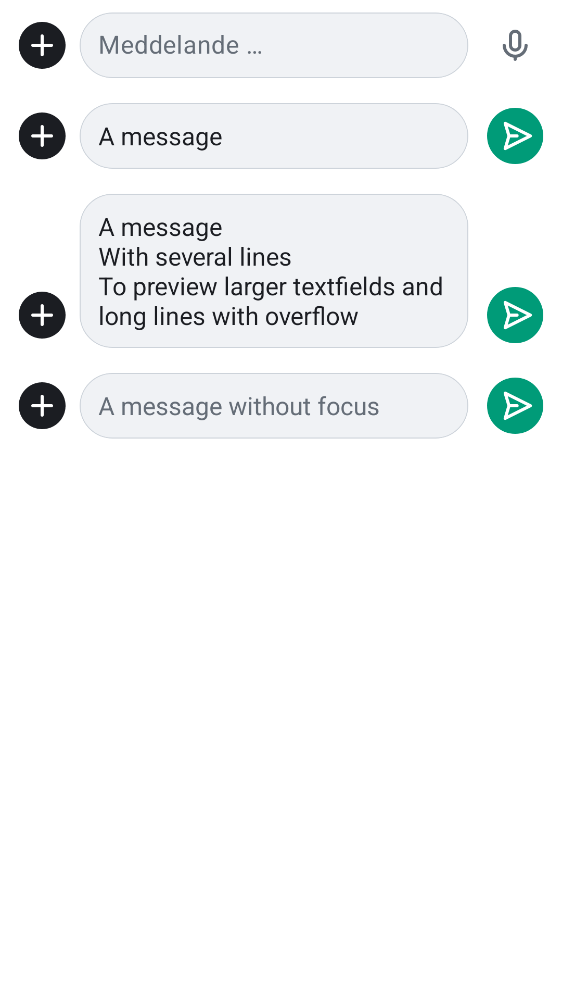 Meddelande …
A message
A message
With several lines
To preview larger textfields and
long lines with overflow
A message without focus